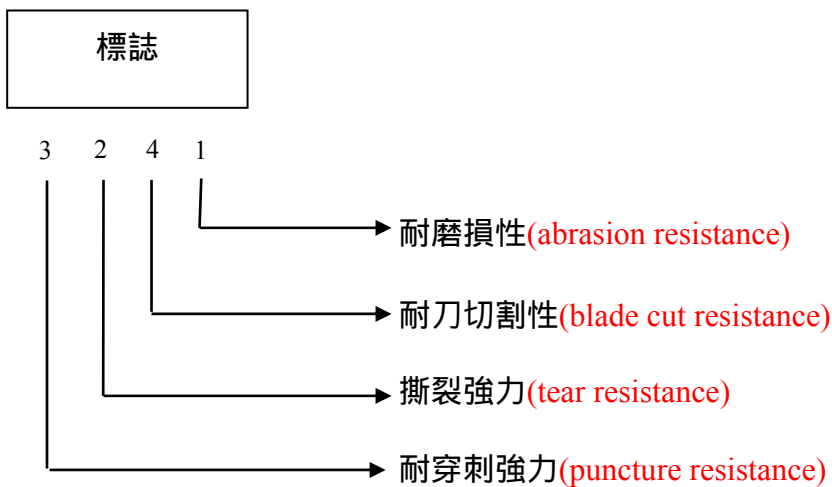 標誌
3 2 4 1
耐磨損性(abrasion resistance)
耐刀切割性(blade cut resistance)
撕裂強力(tear resistance)
耐穿刺強力(puncture resistance)